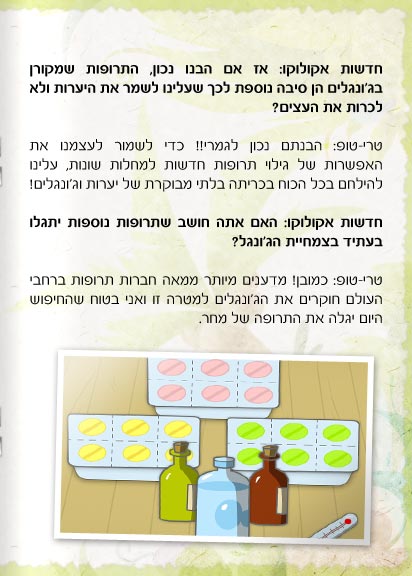 חדשות אקולוקו: אז אם הבנו נכון, התרופות שמקורן
בג'ונגלים הן סיבה נוספת לכך שעלינו לשמר את היערות ולא
לכרות את העצים?
טרי-טופ: הבנתם נכון לגמרי!! כדי לשמור לעצמנו את
האפשרות של גילוי תרופות חדשות למחלות שונות, עלינו
להילחם בכל הכוח בכריתה בלתי מבוקרת של יערות וג'ונגלים!
חדשות אקולוקו: האם אתה חושב שתרופות נוספות יתגלו
בעתיד בצמחיית הג'ונגל?
טרי-טופ: כמובן! מדענים מיותר ממאה חברות תרופות ברחבי
העולם חוקרים את הג'ונגלים למטרה זו ואני בטוח שהחיפוש
היום יגלה את התרופה של מחר.